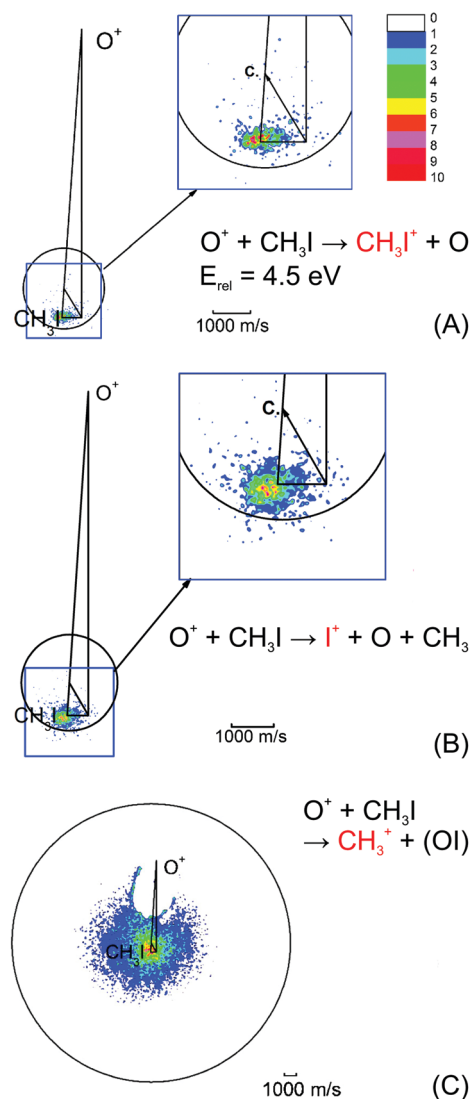 O⁺
C.
0
1
2
3
4
5
6
7
8
9
10
O⁺ + CH₃I → CH₃I⁺ + O
Eᵣₑₗ = 4.5 eV
CH₃I
1000 m/s
(A)
O⁺
C.
O⁺ + CH₃I → I⁺ + O + CH₃
CH₃I
1000 m/s
(B)
O⁺ + CH₃I
→ CH₃⁺ + (OI)
O⁺
CH₃I
1000 m/s
(C)